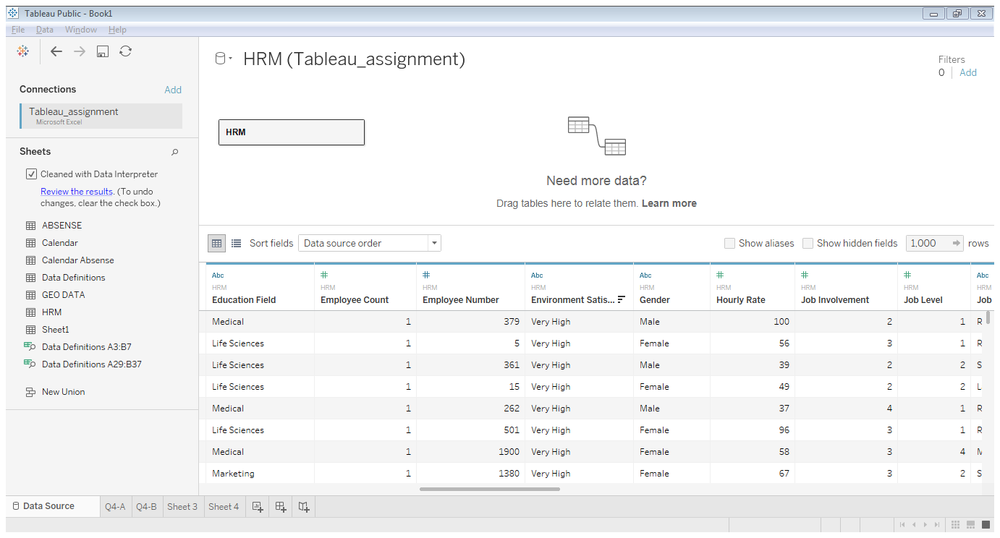 Tableau Public - Book1
File Data Window Help
HRM (Tableau_assignment)
Filters
0 Add
Connections Add
Tableau_assignment
Microsoft Excel
HRM
Sheets
Cleaned with Data Interpreter
Review the results. (To undo
changes, clear the check box.)
ABSENSE
Calendar
Calendar Absense
Data Definitions
GEO DATA
HRM
Sheet1
Data Definitions A3:B7
Data Definitions A29:B37
New Union
Need more data?
Drag tables here to relate them. Learn more
Sort fields Data source order Show aliases Show hidden fields 1,000 rows
Abc # # Abc Abc # # # Abc
HRM HRM HRM HRM HRM HRM HRM HRM HRM
Education Field Employee Count Employee Number Environment Satis... Gender Hourly Rate Job Involvement Job Level Job
Medical 1 379 Very High Male 100 2 1 R
Life Sciences 1 5 Very High Female 56 3 1 R
Life Sciences 1 361 Very High Male 39 2 2 S
Life Sciences 1 15 Very High Female 49 2 2 L
Medical 1 262 Very High Male 37 4 1 R
Life Sciences 1 501 Very High Female 96 3 1 R
Medical 1 1900 Very High Female 58 3 4 M
Marketing 1 1380 Very High Female 67 3 2 S
Data Source Q4-A Q4-B Sheet 3 Sheet 4